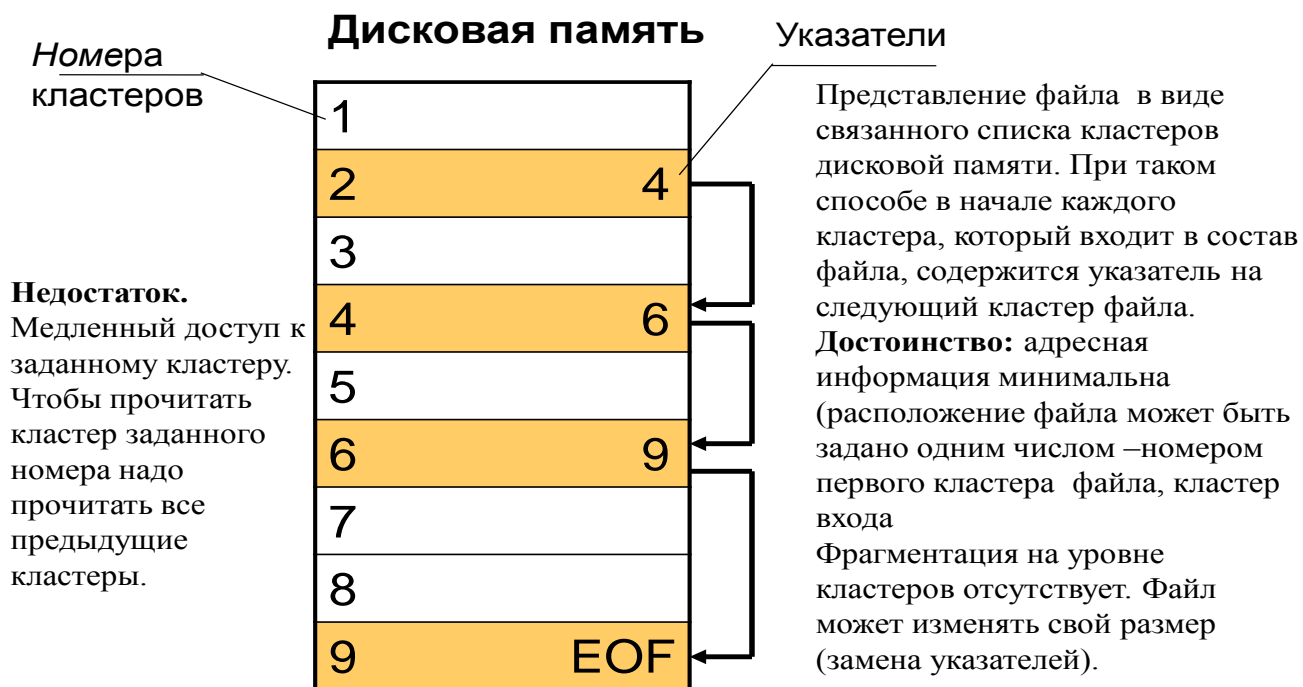 Дисковая память
Номера
кластеров
Указатели
1
2 4
3
4 6
5
6 9
7
8
9 EOF
Недостаток.
Медленный доступ к
заданному кластеру.
Чтобы прочитать
кластер заданного
номера надо
прочитать все
предыдущие
кластеры.
Представление файла в виде
связанного списка кластеров
дисковой памяти. При таком
способе в начале каждого
кластера, который входит в состав
файла, содержится указатель на
следующий кластер файла.
Достоинство: адресная
информация минимальна
(расположение файла может быть
задано одним числом –номером
первого кластера файла, кластер
входа
Фрагментация на уровне
кластеров отсутствует. Файл
может изменять свой размер
(замена указателей).